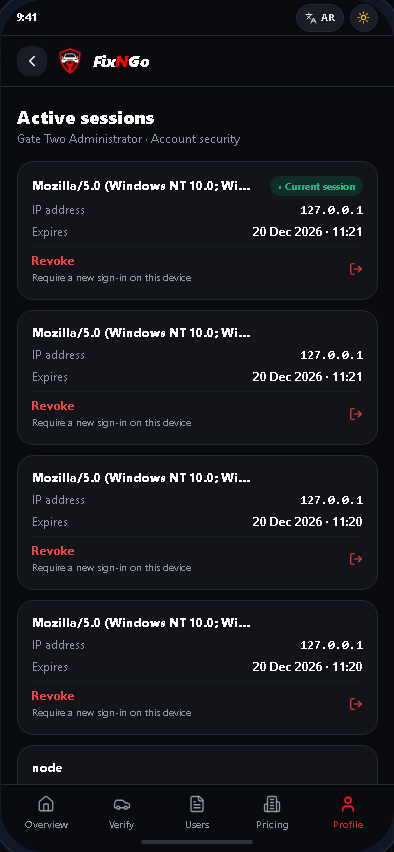 9:41
AR
FixNGo
Active sessions
Gate Two Administrator · Account security
Mozilla/5.0 (Windows NT 10.0; Wi...
• Current session
IP address 127.0.0.1
Expires 20 Dec 2026 · 11:21
Revoke
Require a new sign-in on this device
Mozilla/5.0 (Windows NT 10.0; Wi...
IP address 127.0.0.1
Expires 20 Dec 2026 · 11:21
Revoke
Require a new sign-in on this device
Mozilla/5.0 (Windows NT 10.0; Wi...
IP address 127.0.0.1
Expires 20 Dec 2026 · 11:20
Revoke
Require a new sign-in on this device
Mozilla/5.0 (Windows NT 10.0; Wi...
IP address 127.0.0.1
Expires 20 Dec 2026 · 11:20
Revoke
Require a new sign-in on this device
node
Overview Verify Users Pricing Profile